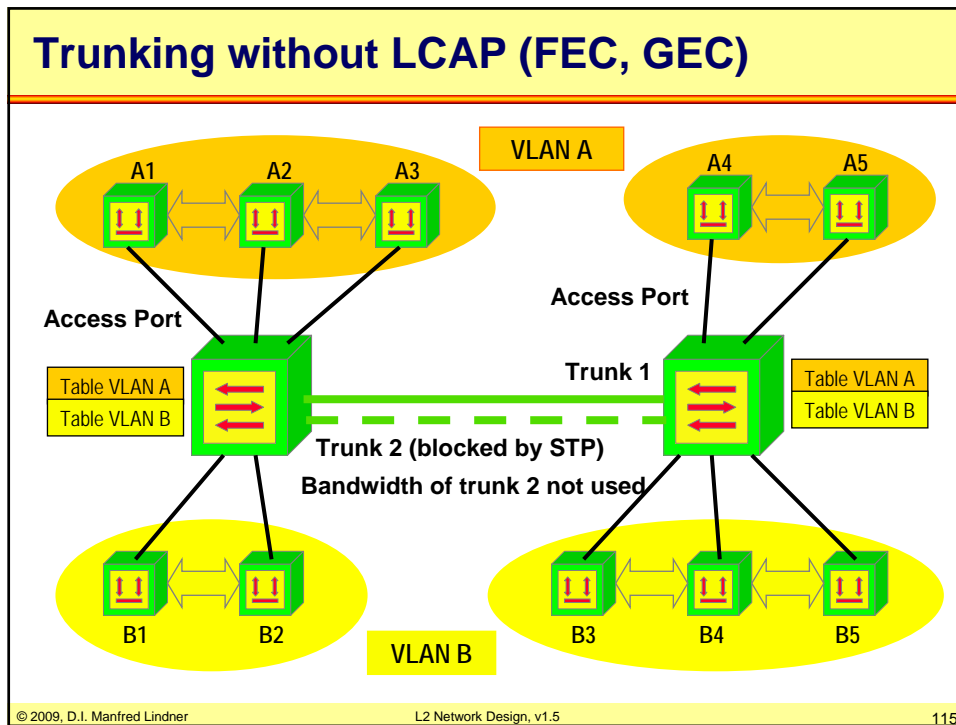 Trunking without LCAP (FEC, GEC)
VLAN A
A1
A2
A3
A4
A5
Access Port
Access Port
Trunk 1
Table VLAN A
Table VLAN B
Table VLAN A
Table VLAN B
Trunk 2 (blocked by STP)
Bandwidth of trunk 2 not used
B1
B2
B3
B4
B5
VLAN B
© 2009, D.I. Manfred Lindner
L2 Network Design, v1.5
115